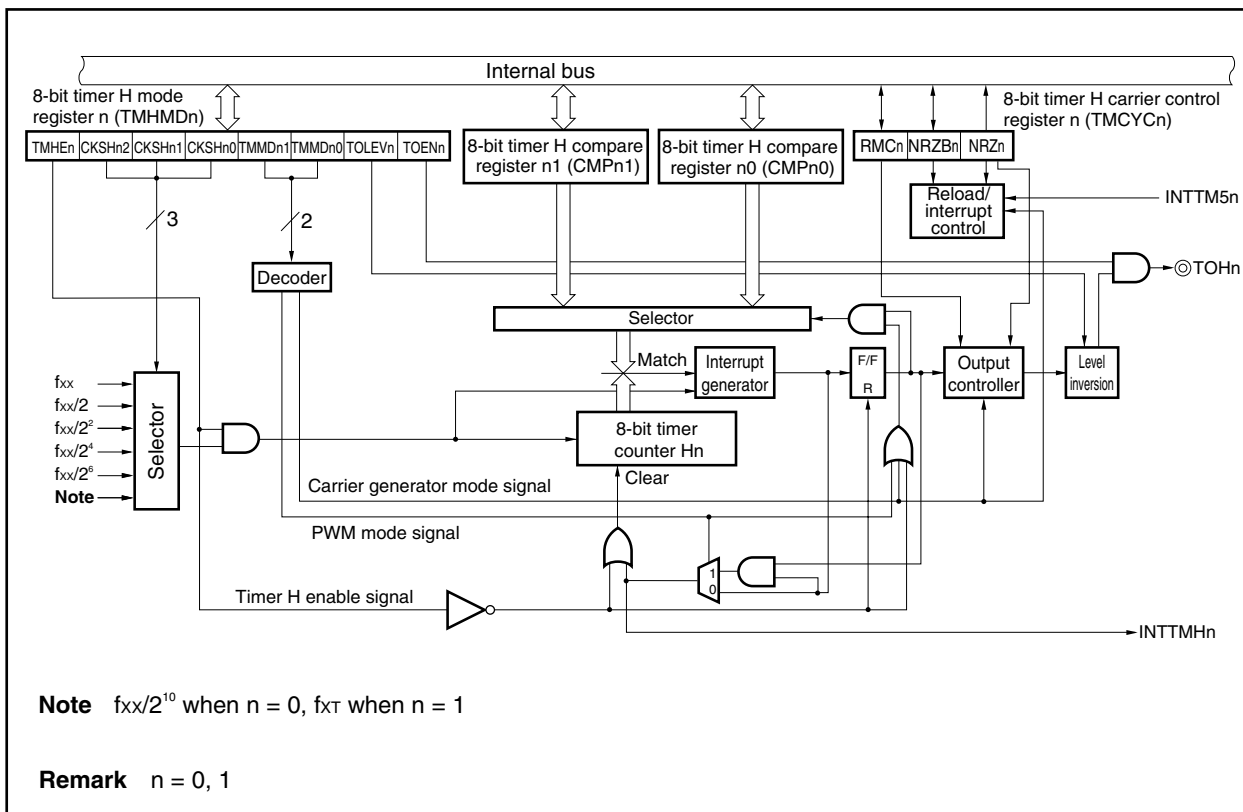 Internal bus
8-bit timer H mode
register n (TMHMDn)
8-bit timer H carrier control
register n (TMCYCn)
TMHEn CKSHn2 CKSHn1 CKSHn0 TMMDn1 TMMDn0 TOLEVn TOENn
8-bit timer H compare
register n1 (CMPn1)
8-bit timer H compare
register n0 (CMPn0)
RMCn NRZBn NRZn
Reload/
interrupt
control
INTTM5n
3
2
Decoder
TOHn
Selector
Match
Interrupt
generator
F/F
R
Output
controller
Level
inversion
fxx
fxx/2
fxx/2²
fxx/2⁴
fxx/2⁶
Note
Selector
8-bit timer
counter Hn
Clear
Carrier generator mode signal
PWM mode signal
1
0
Timer H enable signal
INTTMHn
Note fxx/2¹⁰ when n = 0, fXT when n = 1
Remark n = 0, 1